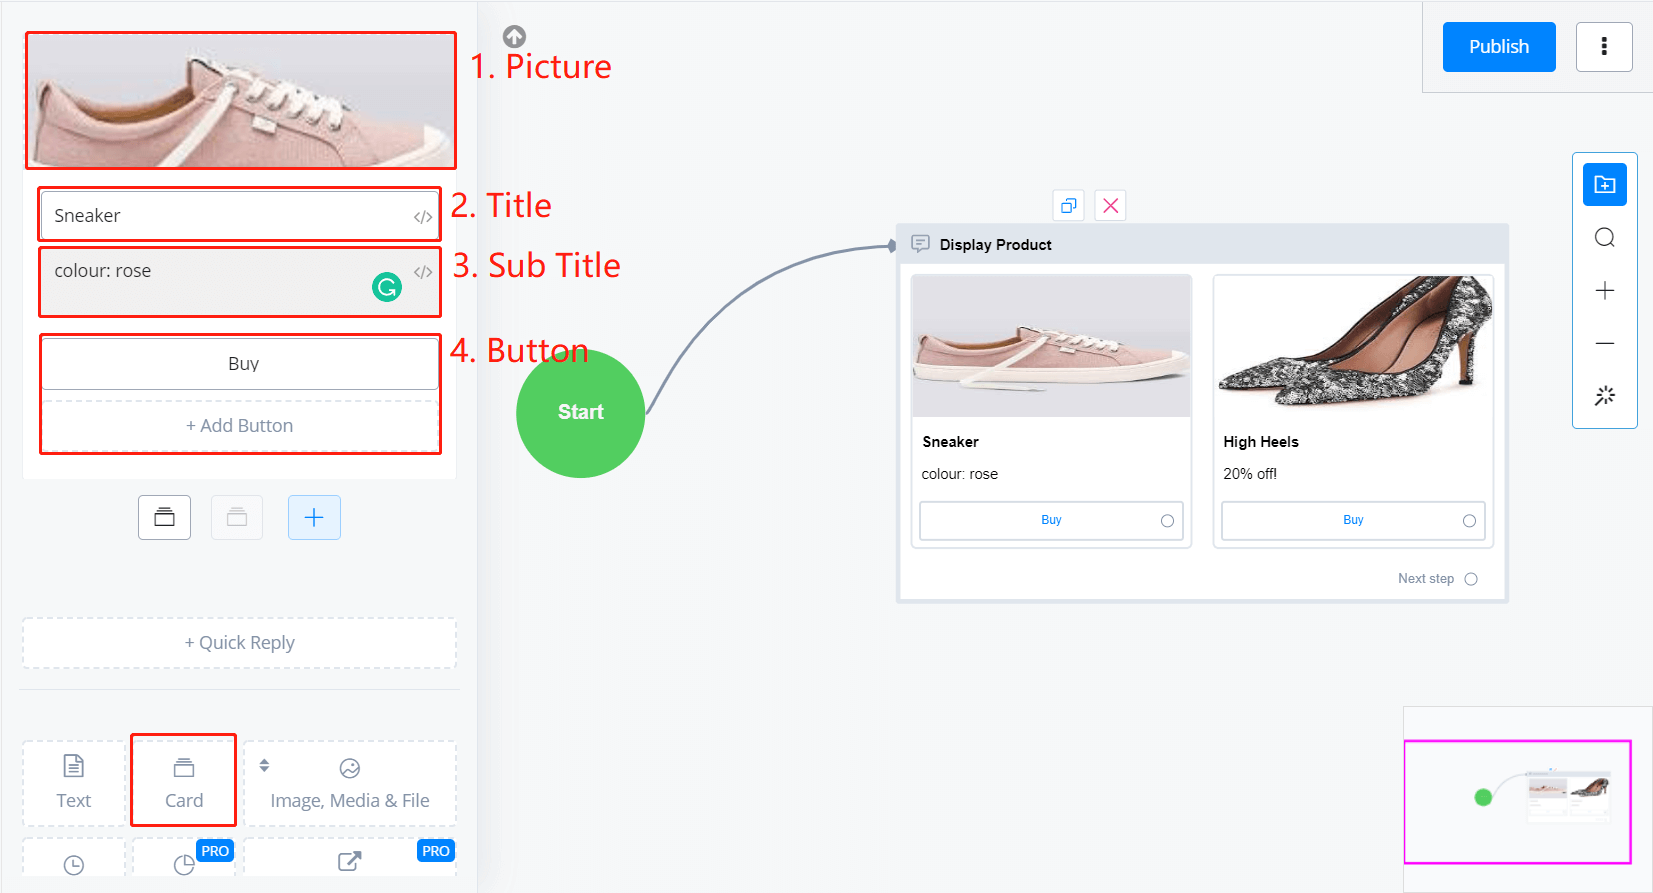 1. Picture
Sneaker
</>
2. Title
colour: rose
</>
3. Sub Title
Buy
4. Button
+ Add Button
+ Quick Reply
Text
Card
Image, Media & File
PRO
PRO
Start
Display Product
Sneaker
colour: rose
Buy
High Heels
20% off!
Buy
Next step
Publish